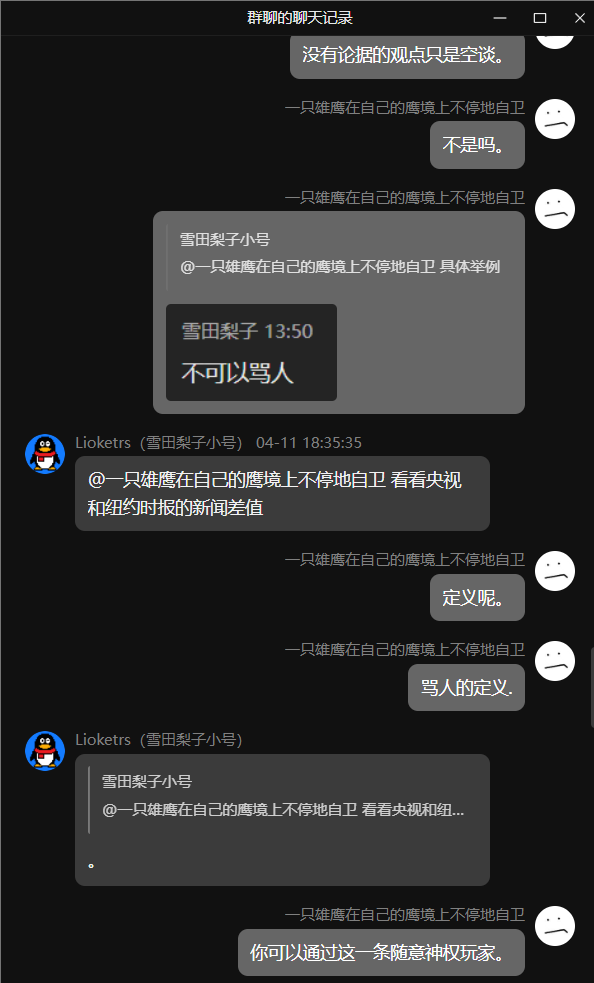 群聊的聊天记录
没有论据的观点只是空谈。
一只雄鹰在自己的鹰境上不停地自卫
不是吗。
一只雄鹰在自己的鹰境上不停地自卫
雪田梨子小号
@一只雄鹰在自己的鹰境上不停地自卫 具体举例
雪田梨子 13:50
不可以骂人
Lioketrs（雪田梨子小号） 04-11 18:35:35
@一只雄鹰在自己的鹰境上不停地自卫 看看央视
和纽约时报的新闻差值
一只雄鹰在自己的鹰境上不停地自卫
定义呢。
一只雄鹰在自己的鹰境上不停地自卫
骂人的定义.
Lioketrs（雪田梨子小号）
雪田梨子小号
@一只雄鹰在自己的鹰境上不停地自卫 看看央视和纽...
。
一只雄鹰在自己的鹰境上不停地自卫
你可以通过这一条随意神权玩家。